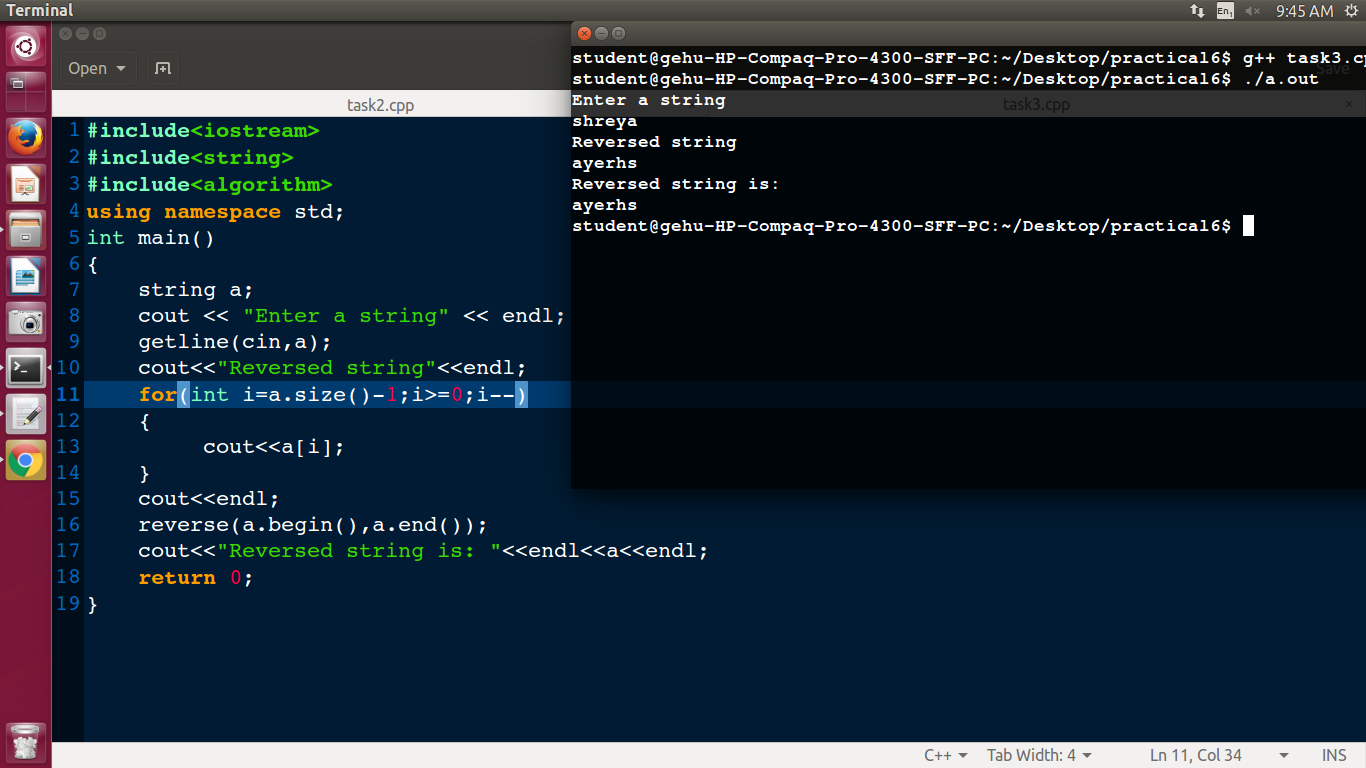 Terminal
En1
9:45 AM
Open
Save
task2.cpp
task3.cpp
1 #include<iostream>
2 #include<string>
3 #include<algorithm>
4 using namespace std;
5 int main()
6 {
7 string a;
8 cout << "Enter a string" << endl;
9 getline(cin,a);
10 cout<<"Reversed string"<<endl;
11 for(int i=a.size()-1;i>=0;i--)
12 {
13 cout<<a[i];
14 }
15 cout<<endl;
16 reverse(a.begin(),a.end());
17 cout<<"Reversed string is: "<<endl<<a<<endl;
18 return 0;
19 }
student@gehu-HP-Compaq-Pro-4300-SFF-PC:~/Desktop/practical6$ g++ task3.cp
student@gehu-HP-Compaq-Pro-4300-SFF-PC:~/Desktop/practical6$ ./a.out
Enter a string
shreya
Reversed string
ayerhs
Reversed string is:
ayerhs
student@gehu-HP-Compaq-Pro-4300-SFF-PC:~/Desktop/practical6$
C++
Tab Width: 4
Ln 11, Col 34
INS